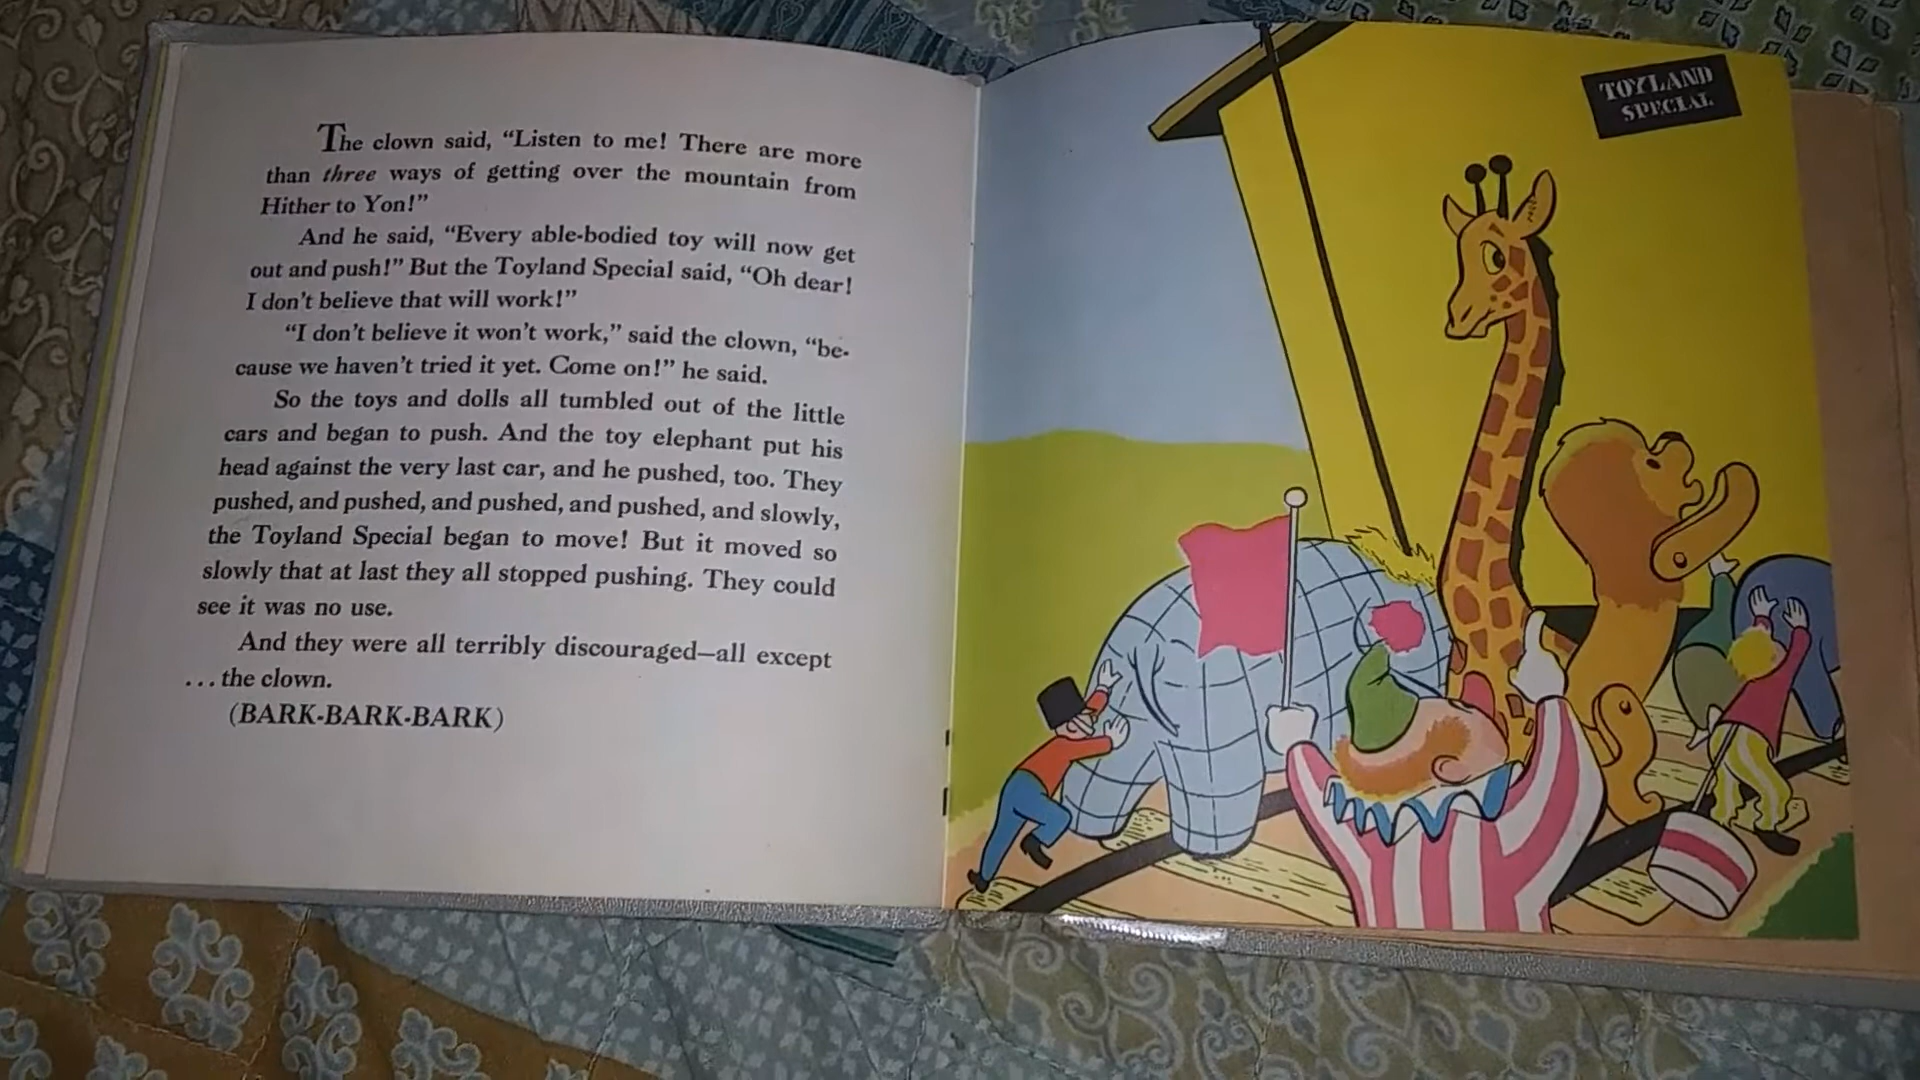 The clown said, “Listen to me! There are more
than three ways of getting over the mountain from
Hither to Yon!”
And he said, “Every able-bodied toy will now get
out and push!” But the Toyland Special said, “Oh dear!
I don’t believe that will work!”
“I don’t believe it won’t work,” said the clown, “be-
cause we haven’t tried it yet. Come on!” he said.
So the toys and dolls all tumbled out of the little
cars and began to push. And the toy elephant put his
head against the very last car, and he pushed, too. They
pushed, and pushed, and pushed, and pushed, and slowly,
the Toyland Special began to move! But it moved so
slowly that at last they all stopped pushing. They could
see it was no use.
And they were all terribly discouraged—all except
... the clown.
(BARK-BARK-BARK)
TOYLAND
SPECIAL